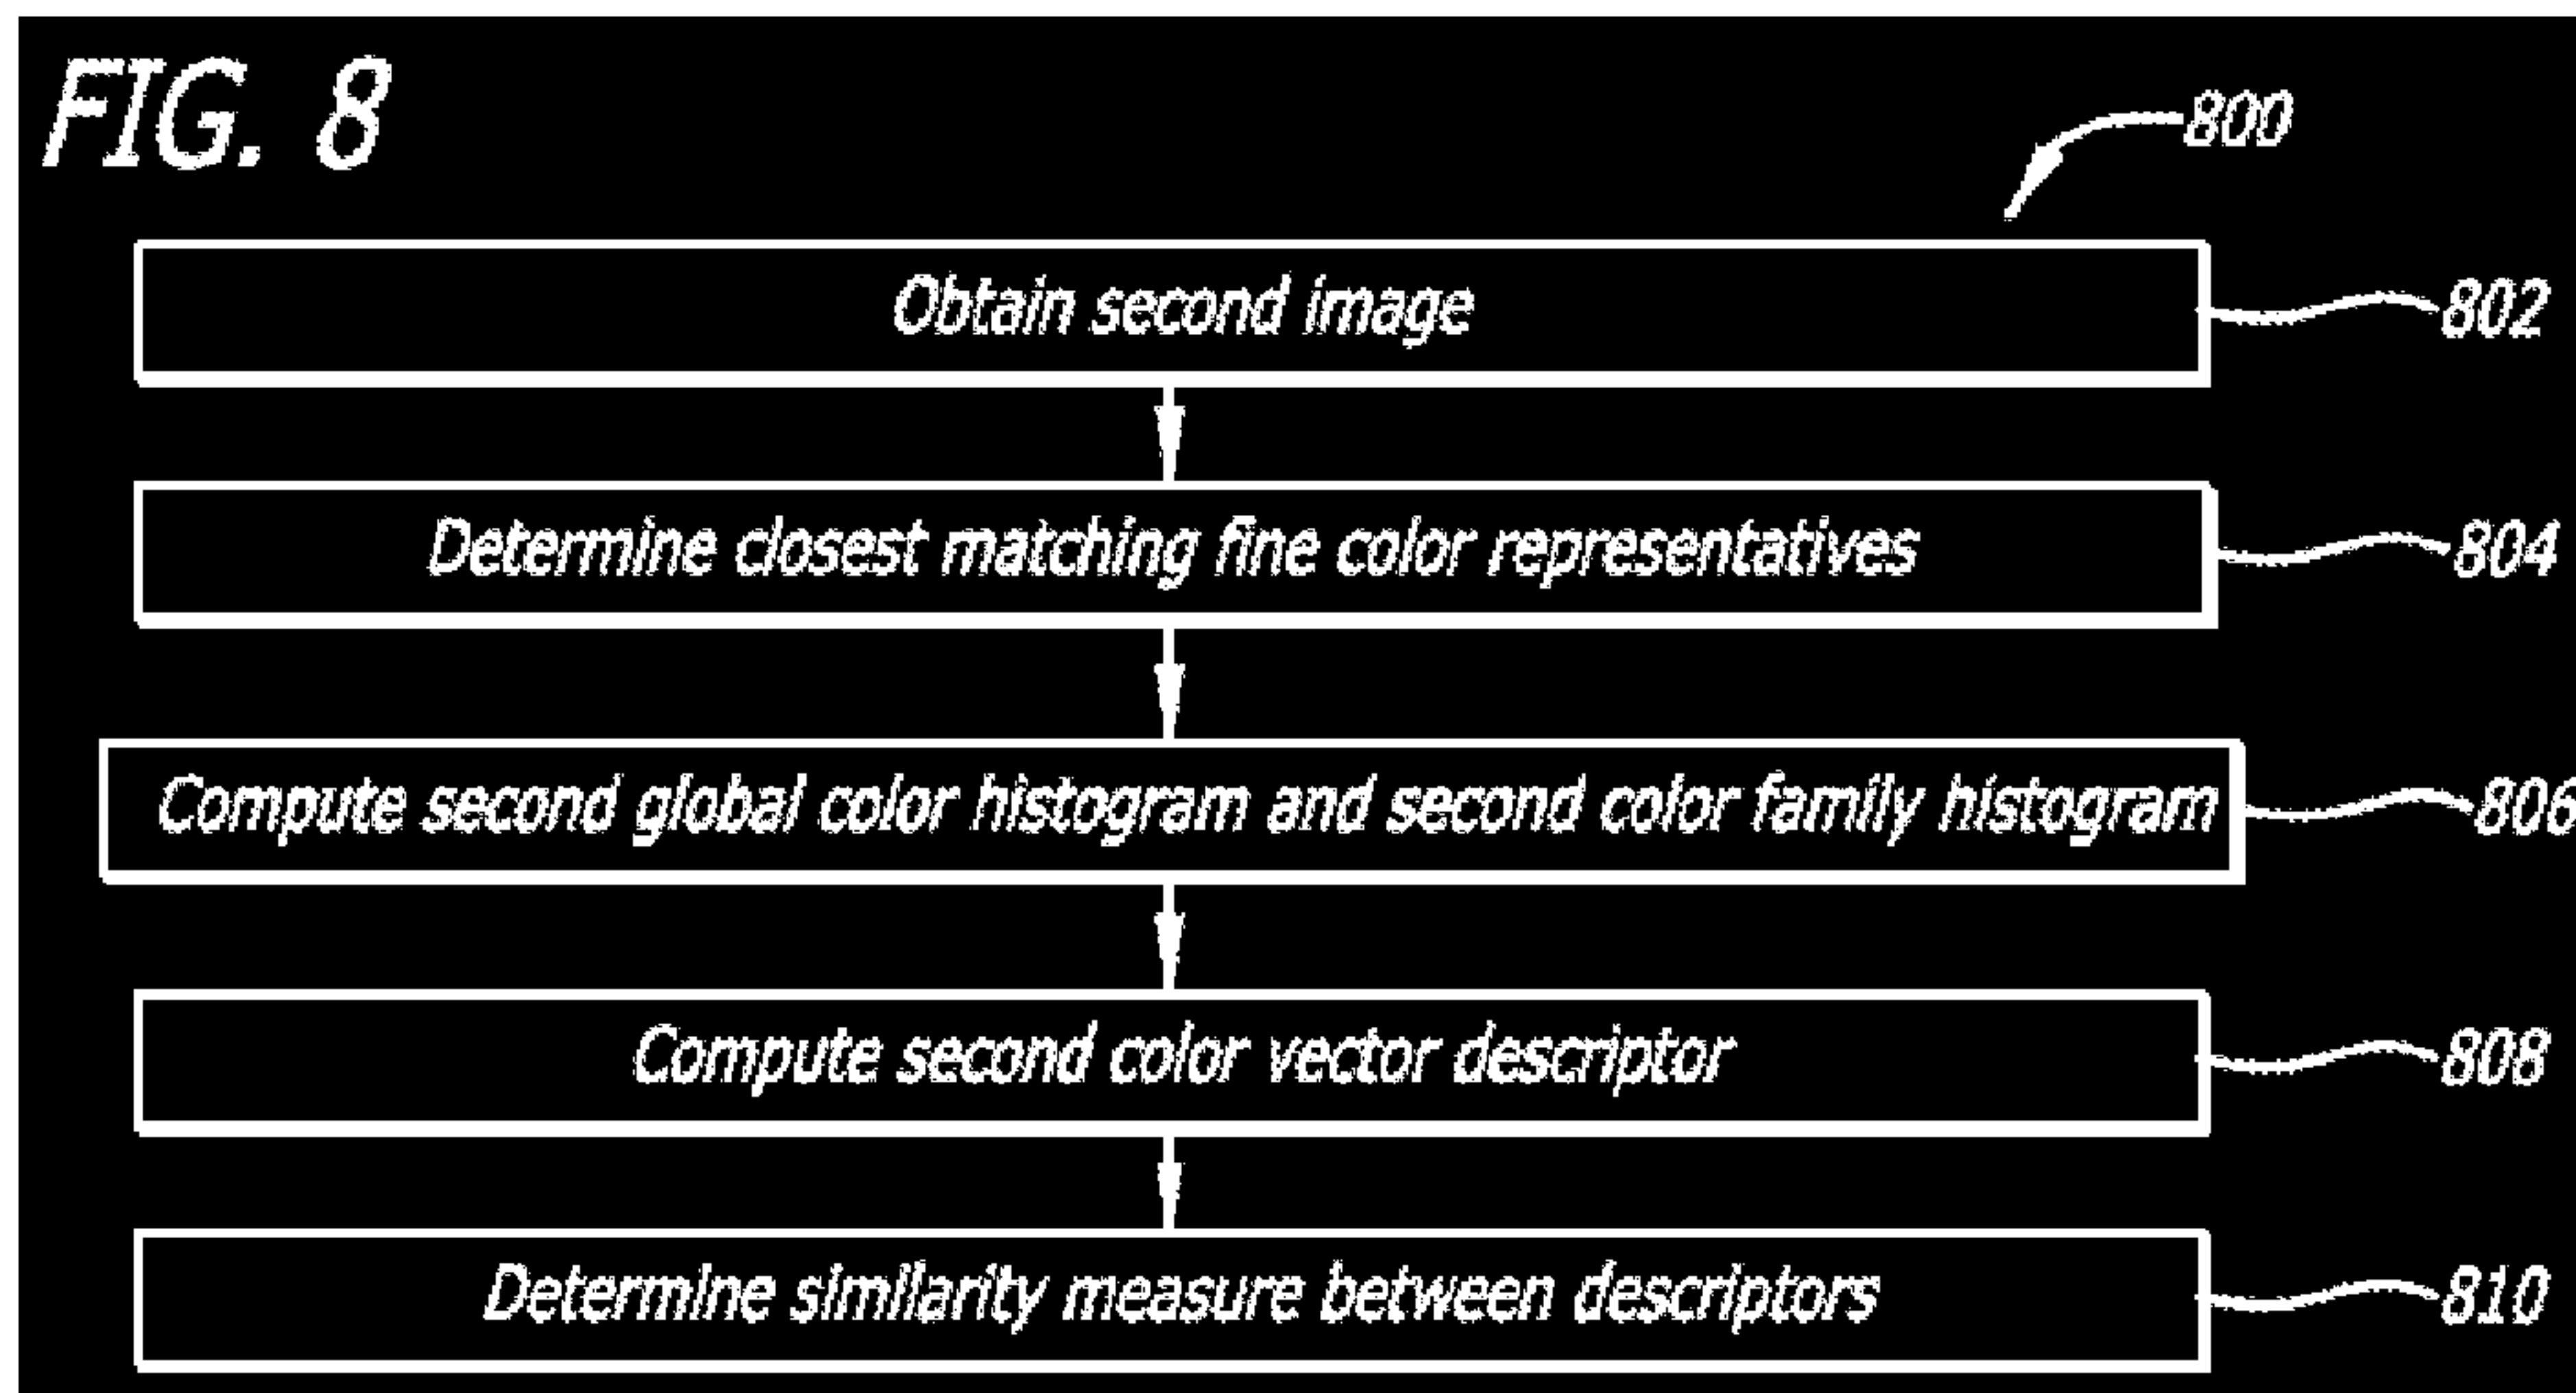 FIG. 8
800
Obtain second image
802
Determine closest matching fine color representatives
804
Compute second global color histogram and second color family histogram
806
Compute second color vector descriptor
808
Determine similarity measure between descriptors
810